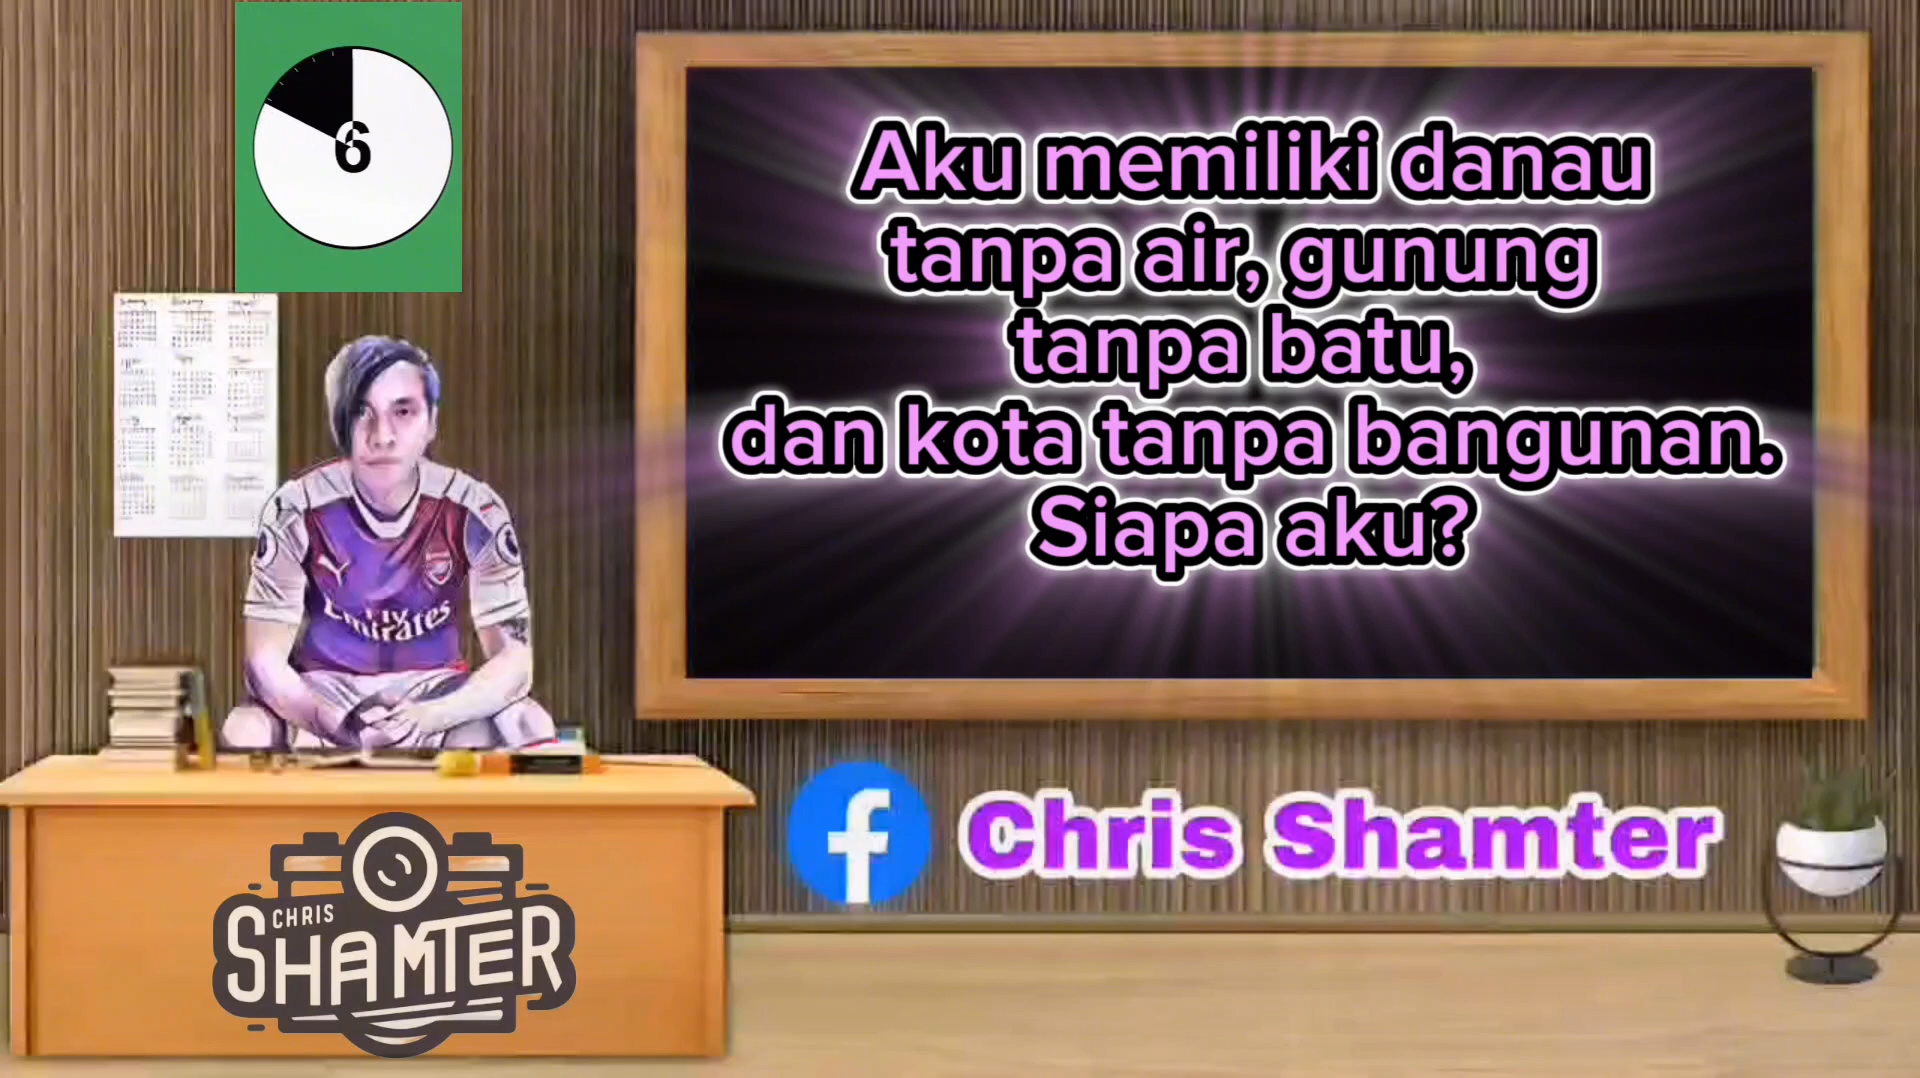 6
Aku memiliki danau
tanpa air, gunung
tanpa batu,
dan kota tanpa bangunan.
Siapa aku?
Fly
Emirates
f Chris Shamter
CHRIS
SHAMTER